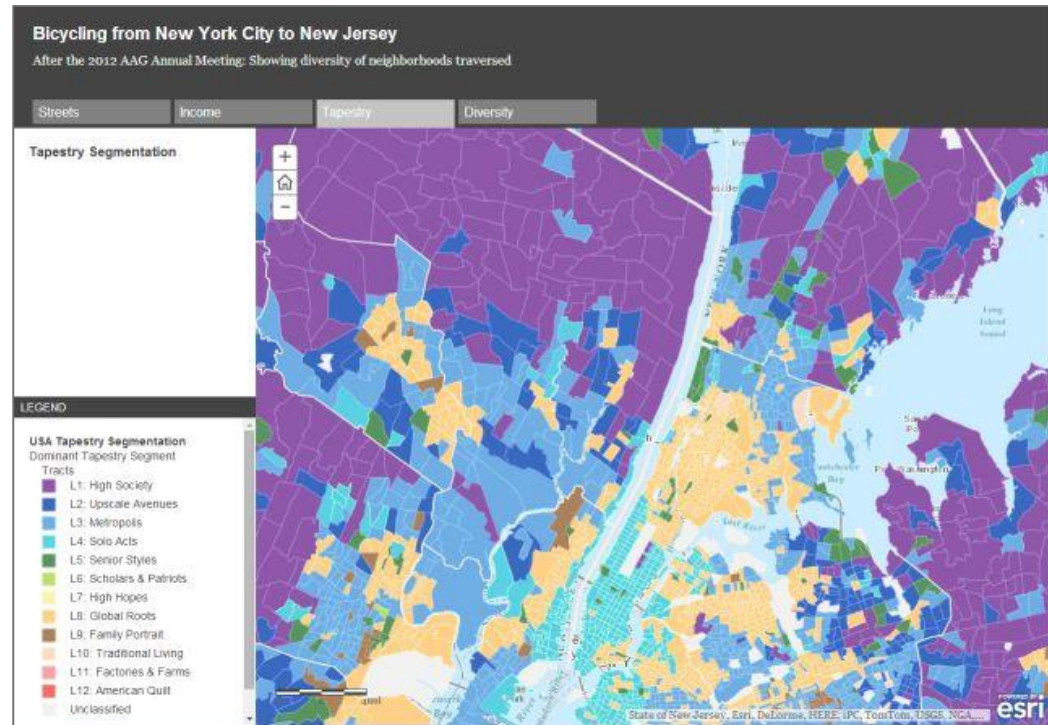 Bicycling from New York City to New Jersey
After the 2012 AAG Annual Meeting: Showing diversity of neighborhoods traversed
Streets
Income
Tapestry
Diversity
Tapestry Segmentation
+
−
NEW YORK
Long
Island
Sound
East River
LEGEND
USA Tapestry Segmentation
Dominant Tapestry Segment
Tracts
L1: High Society
L2: Upscale Avenues
L3: Metropolis
L4: Solo Acts
L5: Senior Styles
L6: Scholars & Patriots
L7: High Hopes
L8: Global Roots
L9: Family Portrait
L10: Traditional Living
L11: Factories & Farms
L12: American Quilt
Unclassified
State of New Jersey, Esri, DeLorme, HERE, iPC, TomTom, USGS, NGA...
POWERED BY
esri